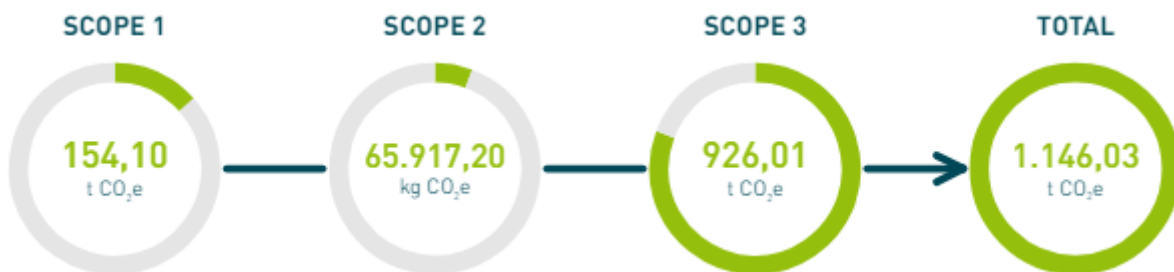 SCOPE 1
154,10
t CO₂e
SCOPE 2
65.917,20
kg CO₂e
SCOPE 3
926,01
t CO₂e
TOTAL
1.146,03
t CO₂e